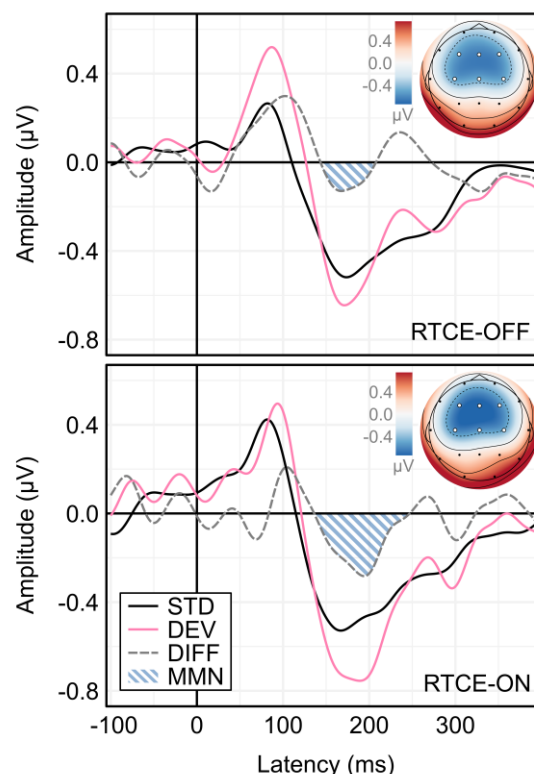 Amplitude (μV)
0.4
0.0
-0.4
-0.8
0.4
0.0
-0.4
μV
RTCE-OFF
Amplitude (μV)
0.4
0.0
-0.4
-0.8
0.4
0.0
-0.4
μV
STD
DEV
DIFF
MMN
RTCE-ON
-100 0 100 200 300
Latency (ms)